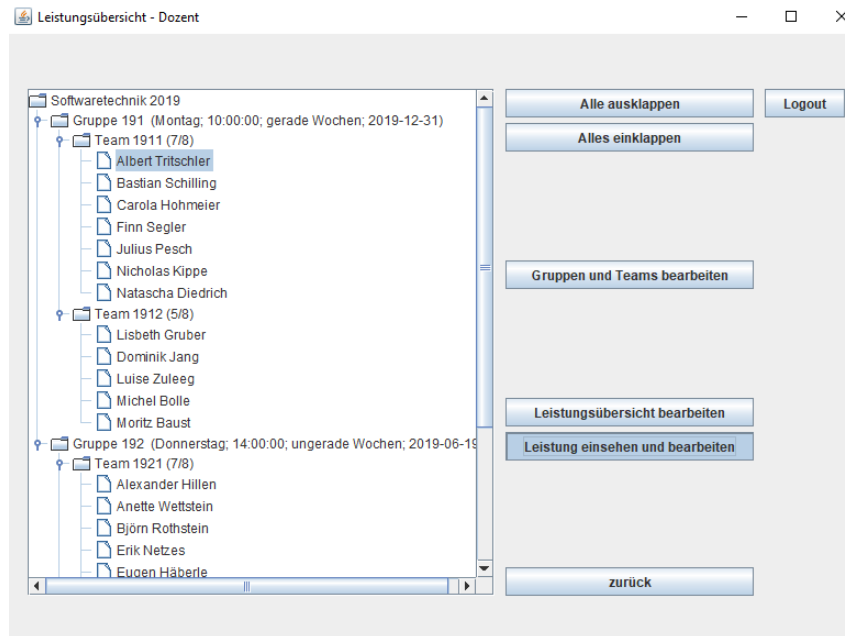 Leistungsübersicht - Dozent
Softwaretechnik 2019
Gruppe 191 (Montag; 10:00:00; gerade Wochen; 2019-12-31)
Team 1911 (7/8)
Albert Tritschler
Bastian Schilling
Carola Hohmeier
Finn Segler
Julius Pesch
Nicholas Kippe
Natascha Diedrich
Team 1912 (5/8)
Lisbeth Gruber
Dominik Jang
Luise Zuleeg
Michel Bolle
Moritz Baust
Gruppe 192 (Donnerstag; 14:00:00; ungerade Wochen; 2019-06-19
Team 1921 (7/8)
Alexander Hillen
Anette Wettstein
Björn Rothstein
Erik Netzes
Eugen Häberle
Alle ausklappen
Logout
Alles einklappen
Gruppen und Teams bearbeiten
Leistungsübersicht bearbeiten
Leistung einsehen und bearbeiten
zurück